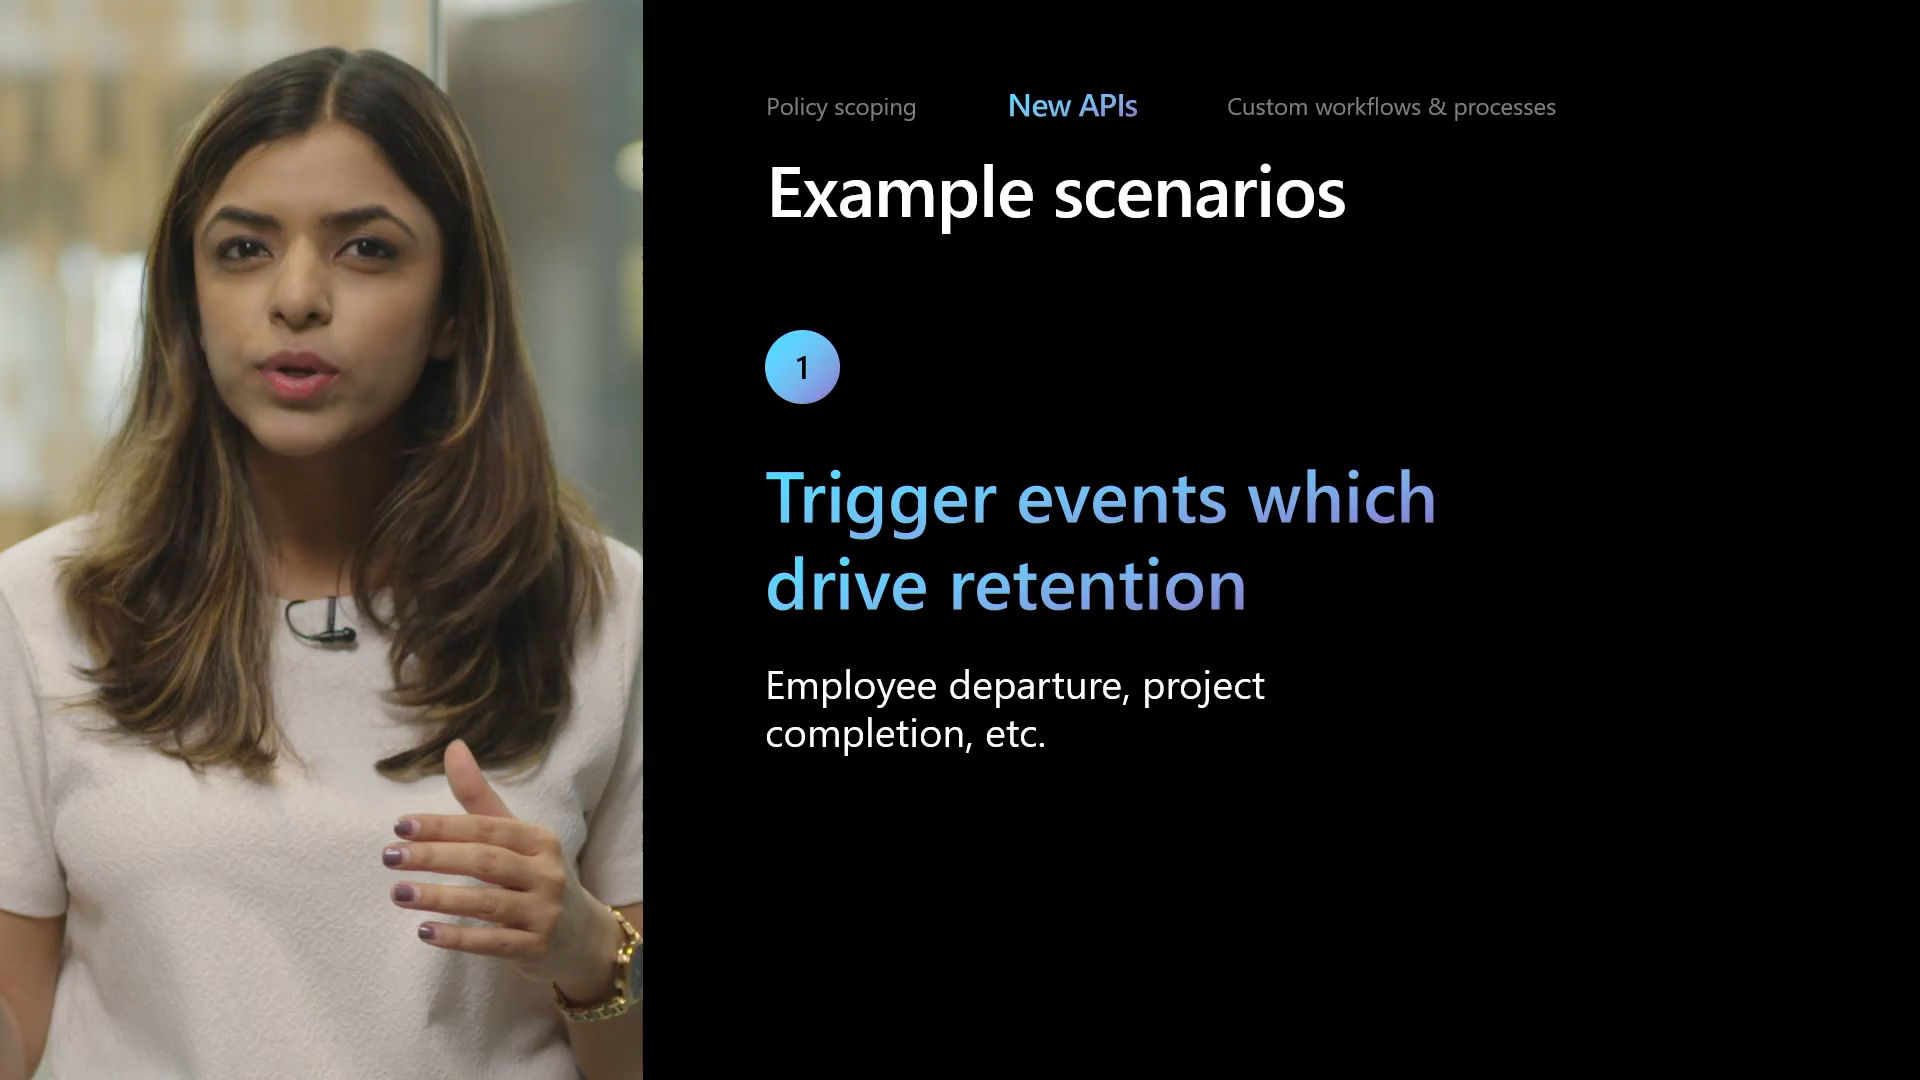 Policy scoping New APIs Custom workflows & processes
Example scenarios
1
Trigger events which
drive retention
Employee departure, project
completion, etc.